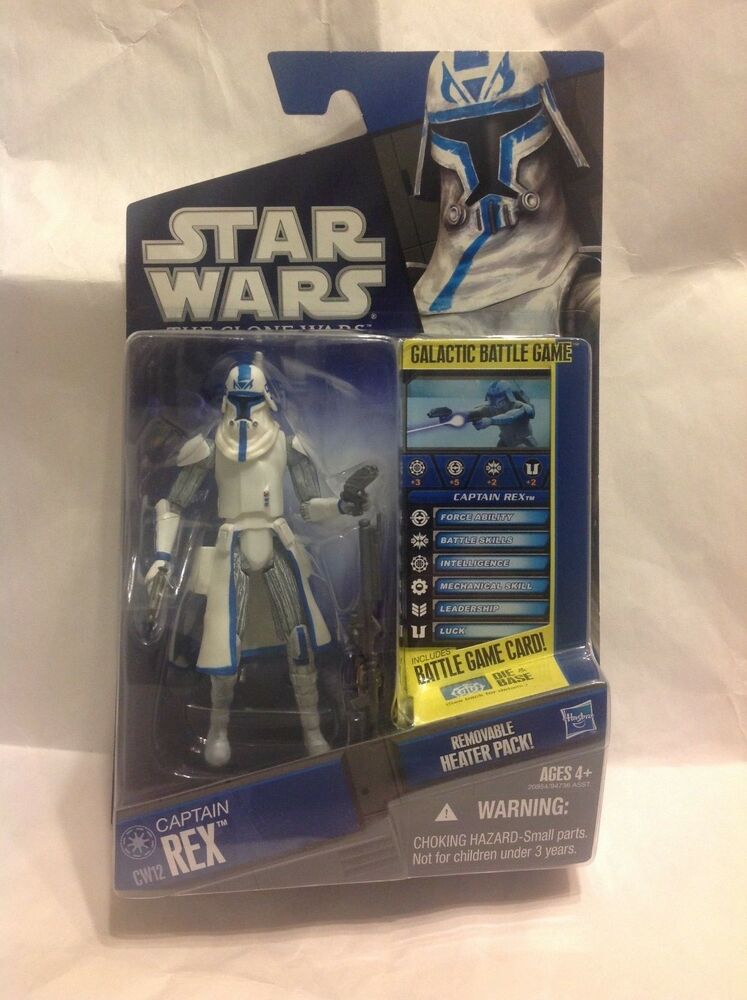 STAR
WARS®
THE CLONE WARS™
GALACTIC BATTLE GAME
+3 +5 +2 +2
CAPTAIN REX™
FORCE ABILITY
BATTLE SKILLS
INTELLIGENCE
MECHANICAL SKILL
LEADERSHIP
LUCK
INCLUDES
BATTLE GAME CARD!
DIE &
BASE
REMOVABLE
HEATER PACK!
Hasbro
AGES 4+
ASST.
WARNING:
CHOKING HAZARD-Small parts.
Not for children under 3 years.
CAPTAIN
REX™
CW12